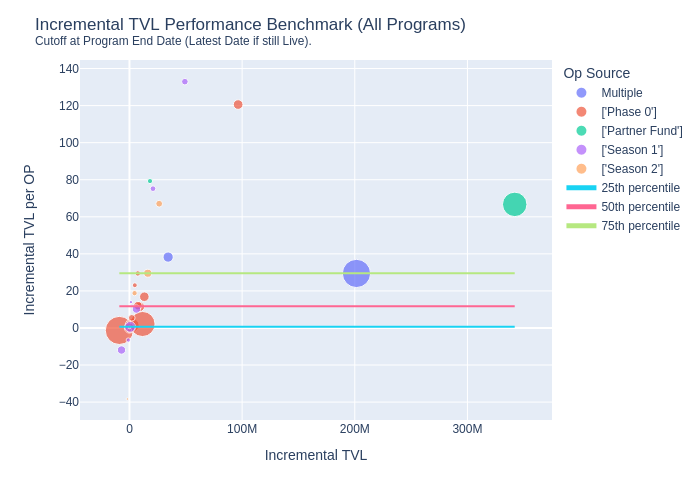 Incremental TVL Performance Benchmark (All Programs)
Cutoff at Program End Date (Latest Date if still Live).
Incremental TVL per OP
140
120
100
80
60
40
20
0
−20
−40
0
100M
200M
300M
Incremental TVL
Op Source
Multiple
['Phase 0']
['Partner Fund']
['Season 1']
['Season 2']
25th percentile
50th percentile
75th percentile